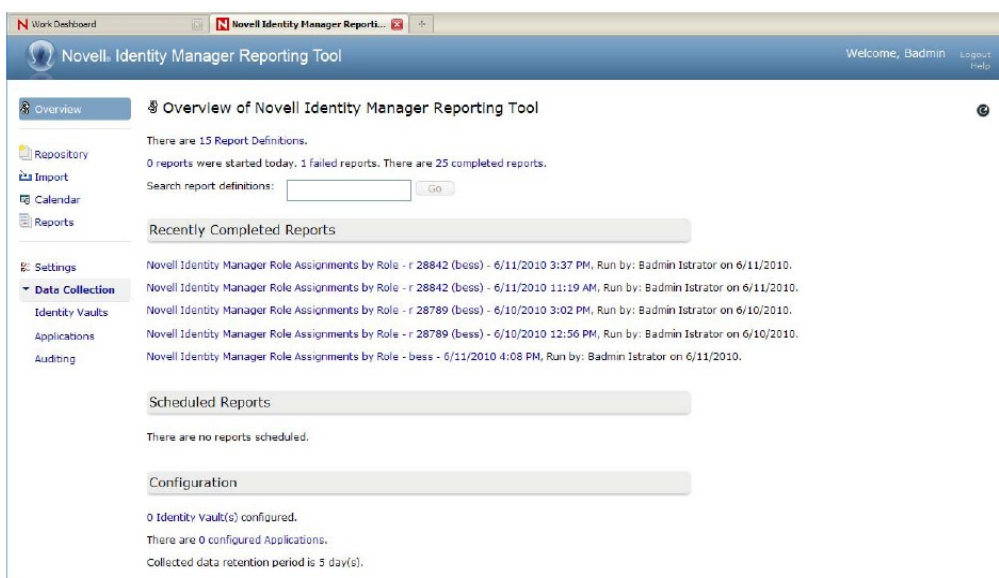 Work Dashboard
Novell Identity Manager Reporti...
Novell. Identity Manager Reporting Tool
Welcome, Badmin
Logout
Help
Overview
Repository
Import
Calendar
Reports
Settings
Data Collection
Identity Vaults
Applications
Auditing
Overview of Novell Identity Manager Reporting Tool
There are 15 Report Definitions.
0 reports were started today. 1 failed reports. There are 25 completed reports.
Search report definitions:
Go
Recently Completed Reports
Novell Identity Manager Role Assignments by Role - r 28842 (bess) - 6/11/2010 3:37 PM, Run by: Badmin Istrator on 6/11/2010.
Novell Identity Manager Role Assignments by Role - r 28842 (bess) - 6/11/2010 11:19 AM, Run by: Badmin Istrator on 6/11/2010.
Novell Identity Manager Role Assignments by Role - r 28789 (bess) - 6/10/2010 3:02 PM, Run by: Badmin Istrator on 6/10/2010.
Novell Identity Manager Role Assignments by Role - r 28789 (bess) - 6/10/2010 12:56 PM, Run by: Badmin Istrator on 6/10/2010.
Novell Identity Manager Role Assignments by Role - bess - 6/11/2010 4:08 PM, Run by: Badmin Istrator on 6/11/2010.
Scheduled Reports
There are no reports scheduled.
Configuration
0 Identity Vault(s) configured.
There are 0 configured Applications.
Collected data retention period is 5 day(s).